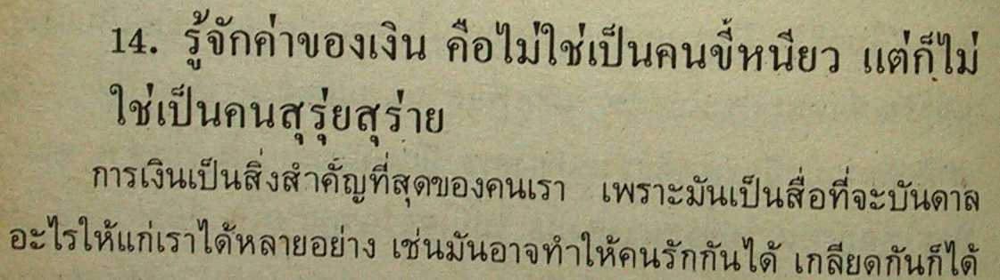 14. รู้จักค่าของเงิน คือไม่ใช่เป็นคนขี้หนียว แต่ก็ไม่
ใช่เป็นคนสุรุ่ยสุร่าย
การเงินเป็นสิ่งสำคัญที่สุดของคนเรา เพราะมันเป็นสื่อที่จะบันดาล
อะไรให้แก่เราได้หลายอย่าง เช่นมันอาจทำให้คนรักกันได้ เกลียดกันก็ได้